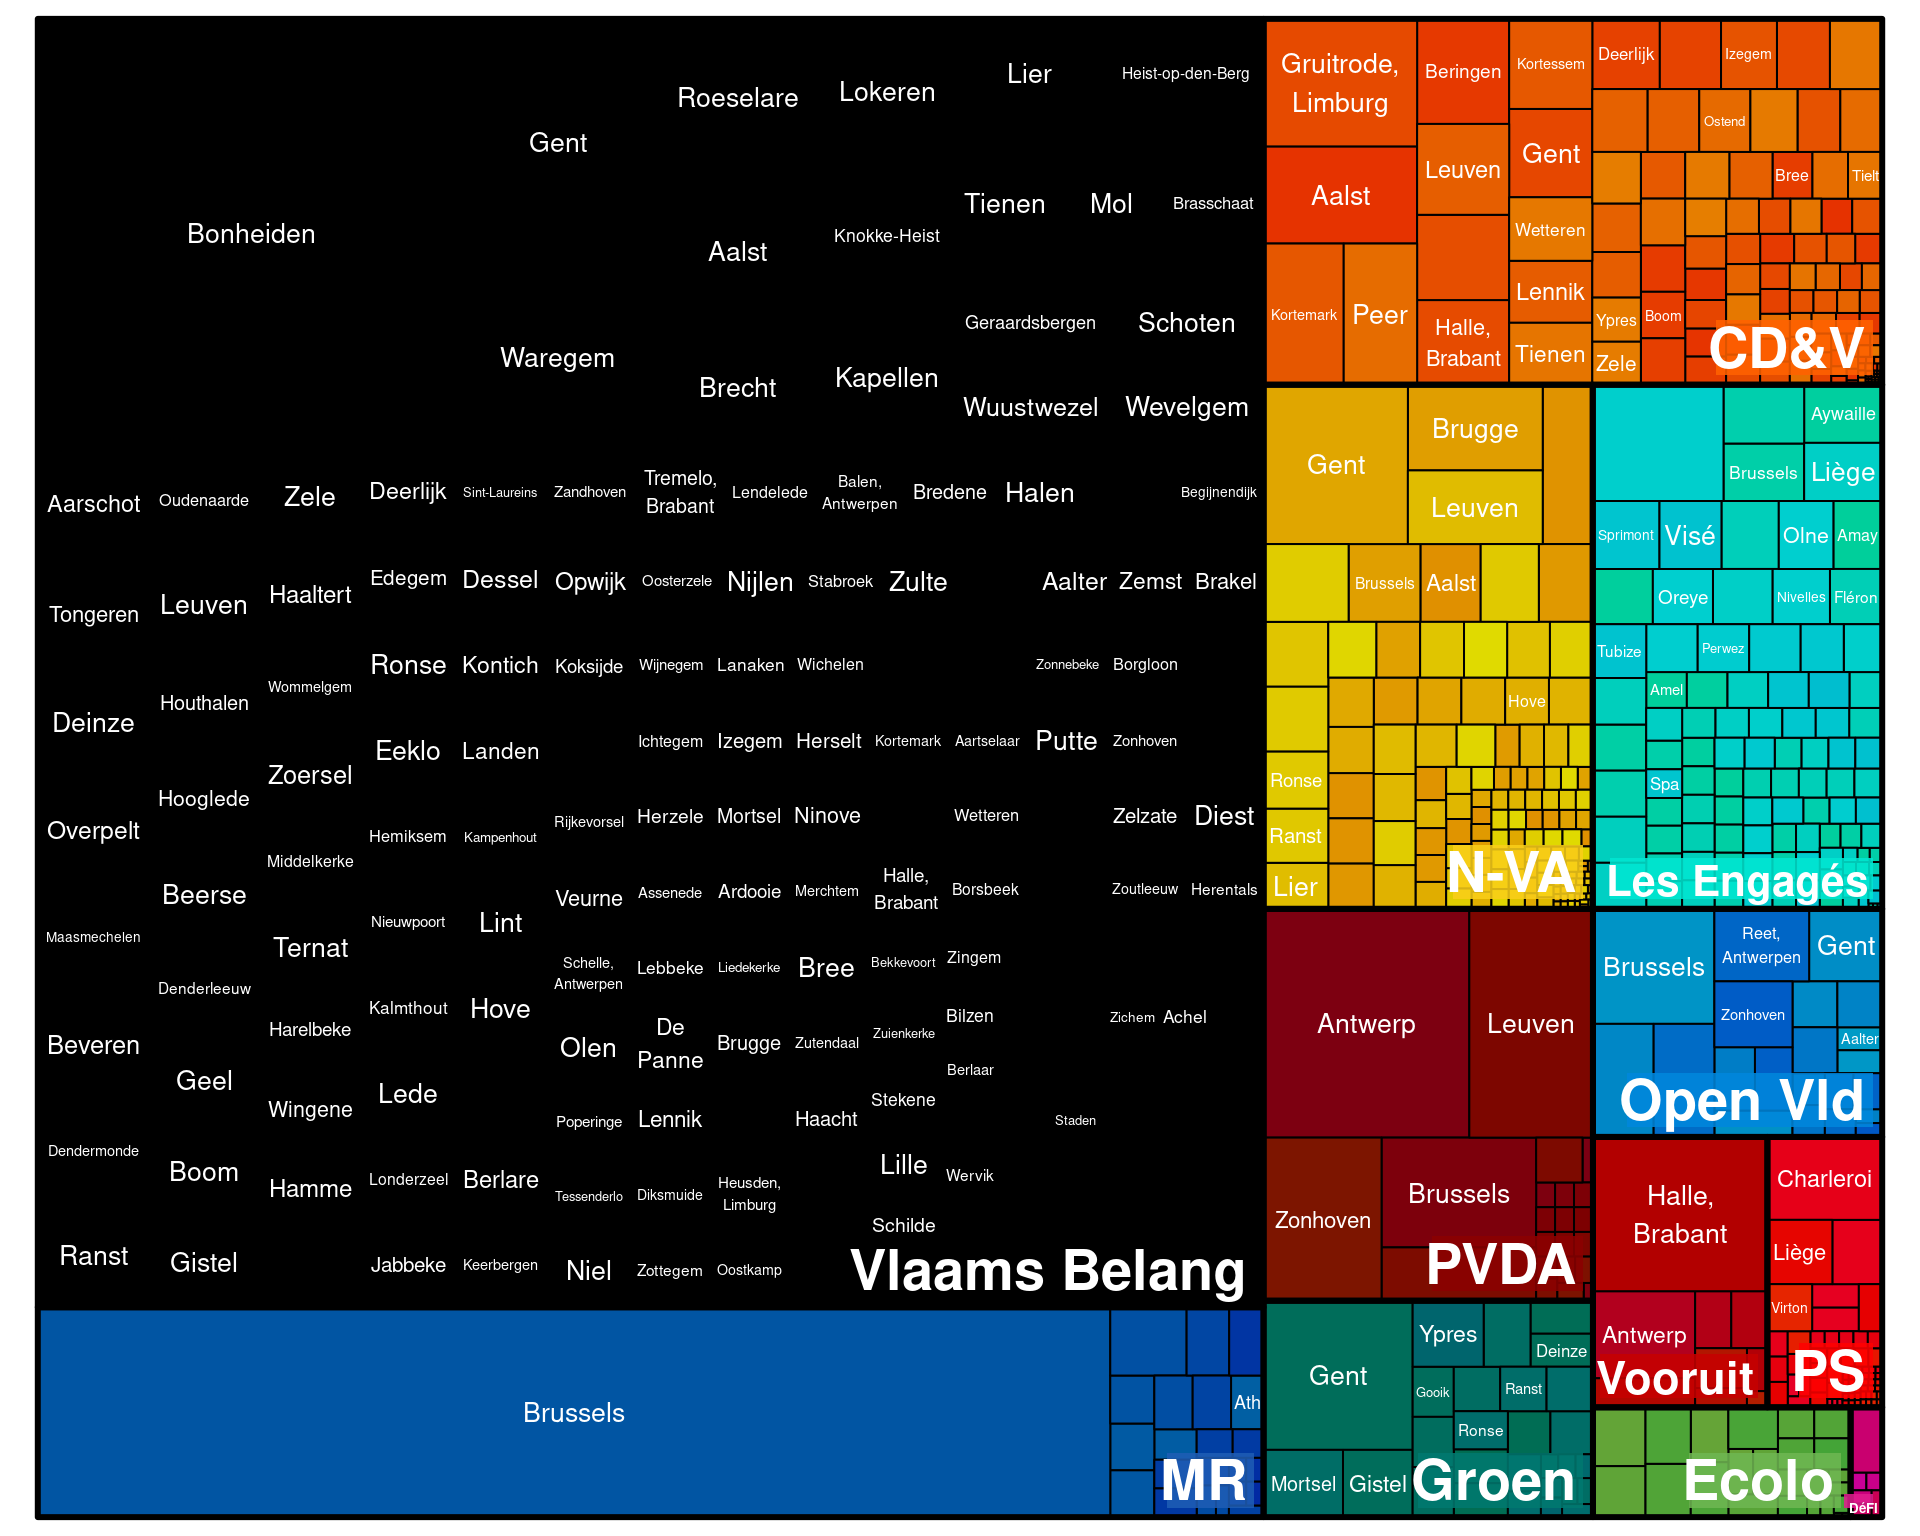 Bonheiden
Gent
Roeselare
Lokeren
Lier
Heist-op-den-Berg
Aalst
Knokke-Heist
Tienen
Mol
Brasschaat
Waregem
Brecht
Kapellen
Geraardsbergen
Schoten
Wuustwezel
Wevelgem
Aarschot
Tongeren
Deinze
Overpelt
Maasmechelen
Beveren
Dendermonde
Ranst
Oudenaarde
Leuven
Houthalen
Hooglede
Beerse
Denderleeuw
Geel
Boom
Gistel
Zele
Haaltert
Wommelgem
Zoersel
Middelkerke
Ternat
Harelbeke
Wingene
Hamme
Deerlijk
Edegem
Ronse
Eeklo
Hemiksem
Nieuwpoort
Kalmthout
Lede
Londerzeel
Jabbeke
Sint-Laureins
Dessel
Kontich
Landen
Kampenhout
Lint
Hove
Berlare
Keerbergen
Zandhoven
Opwijk
Koksijde
Rijkevorsel
Veurne
Schelle,
Antwerpen
Olen
Poperinge
Tessenderlo
Niel
Tremelo,
Brabant
Oosterzele
Wijnegem
Ichtegem
Herzele
Assenede
Lebbeke
De
Panne
Lennik
Diksmuide
Zottegem
Lendelede
Nijlen
Lanaken
Izegem
Mortsel
Ardooie
Liedekerke
Brugge
Heusden,
Limburg
Oostkamp
Balen,
Antwerpen
Stabroek
Wichelen
Herselt
Ninove
Merchtem
Bree
Zutendaal
Haacht
Bredene
Zulte
Kortemark
Halle,
Brabant
Bekkevoort
Zuienkerke
Stekene
Lille
Schilde
Halen
Aartselaar
Wetteren
Borsbeek
Zingem
Bilzen
Berlaar
Wervik
Aalter
Zonnebeke
Putte
Staden
Zemst
Borgloon
Zonhoven
Zelzate
Zoutleeuw
Zichem
Achel
Begijnendijk
Brakel
Diest
Herentals
Vlaams Belang
Brussels
Ath
MR
Gruitrode,
Limburg
Aalst
Kortemark
Peer
Beringen
Leuven
Halle,
Brabant
Kortessem
Gent
Wetteren
Lennik
Tienen
Deerlijk
Izegem
Ostend
Bree
Tielt
Ypres
Boom
Zele
CD&V
Gent
Brugge
Leuven
Brussels
Aalst
Hove
Ronse
Ranst
Lier
N-VA
Aywaille
Brussels
Liège
Sprimont
Visé
Olne
Amay
Oreye
Nivelles
Fléron
Tubize
Perwez
Amel
Spa
Les Engagés
Antwerp
Leuven
Zonhoven
Brussels
PVDA
Brussels
Reet,
Antwerpen
Gent
Zonhoven
Aalter
Open Vld
Halle,
Brabant
Antwerp
Vooruit
Charleroi
Liège
Virton
PS
Gent
Ypres
Deinze
Gooik
Ranst
Ronse
Mortsel
Gistel
Groen
Ecolo
DéFI